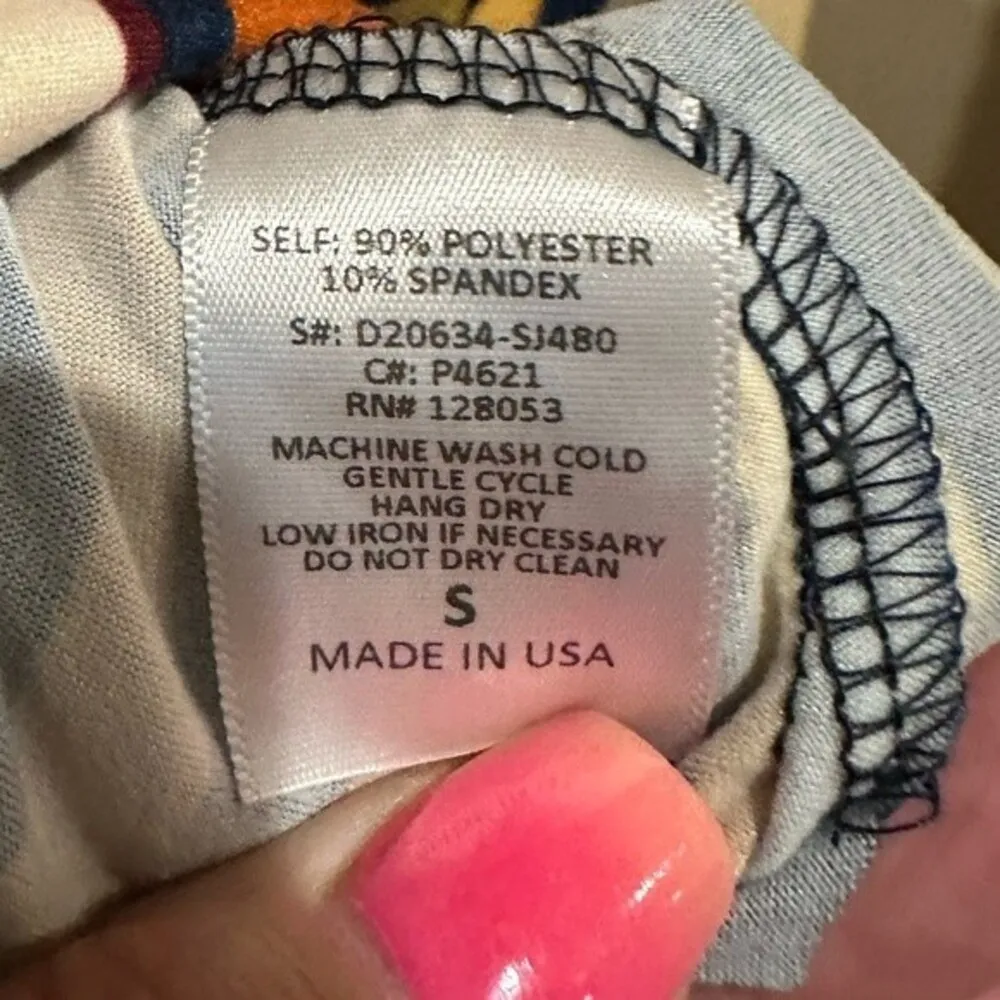 SELF: 90% POLYESTER
10% SPANDEX
S#: D20634-SJ480
C#: P4621
RN# 128053
MACHINE WASH COLD
GENTLE CYCLE
HANG DRY
LOW IRON IF NECESSARY
DO NOT DRY CLEAN
S
MADE IN USA